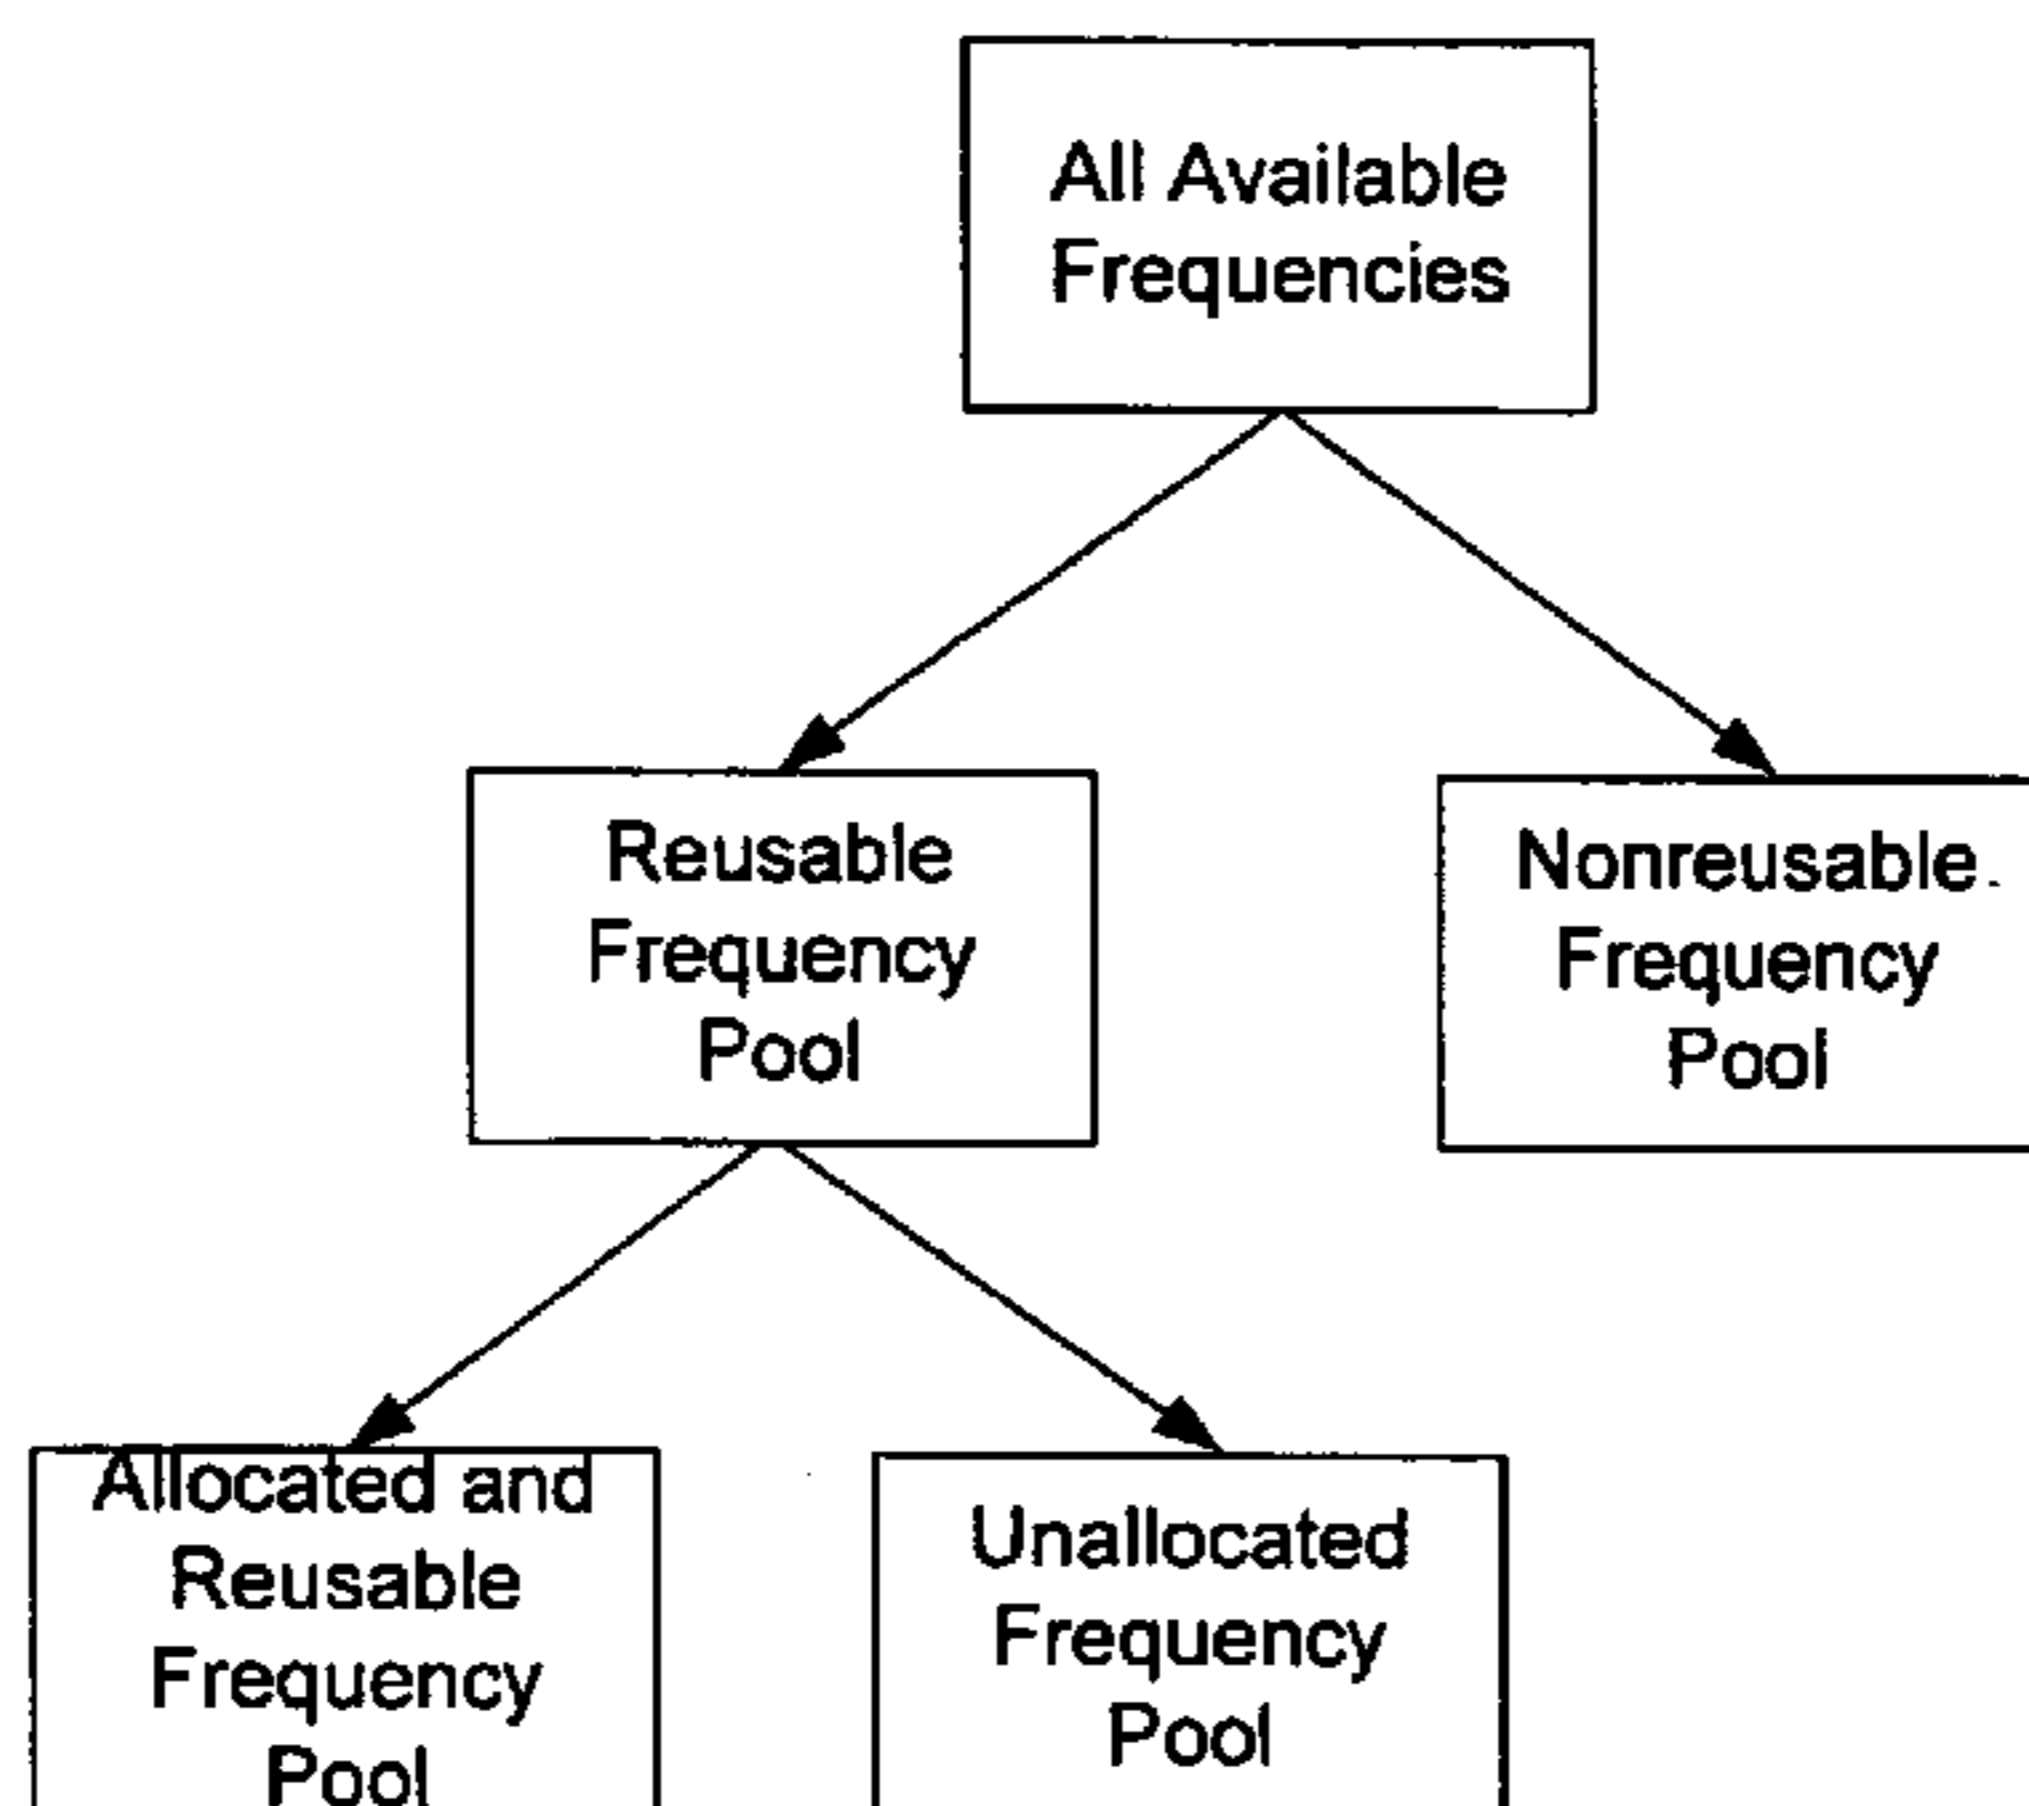 All Available
Frequencies
Reusable
Frequency
Pool
Nonreusable
Frequency
Pool
Allocated and
Reusable
Frequency
Pool
Unallocated
Frequency
Pool